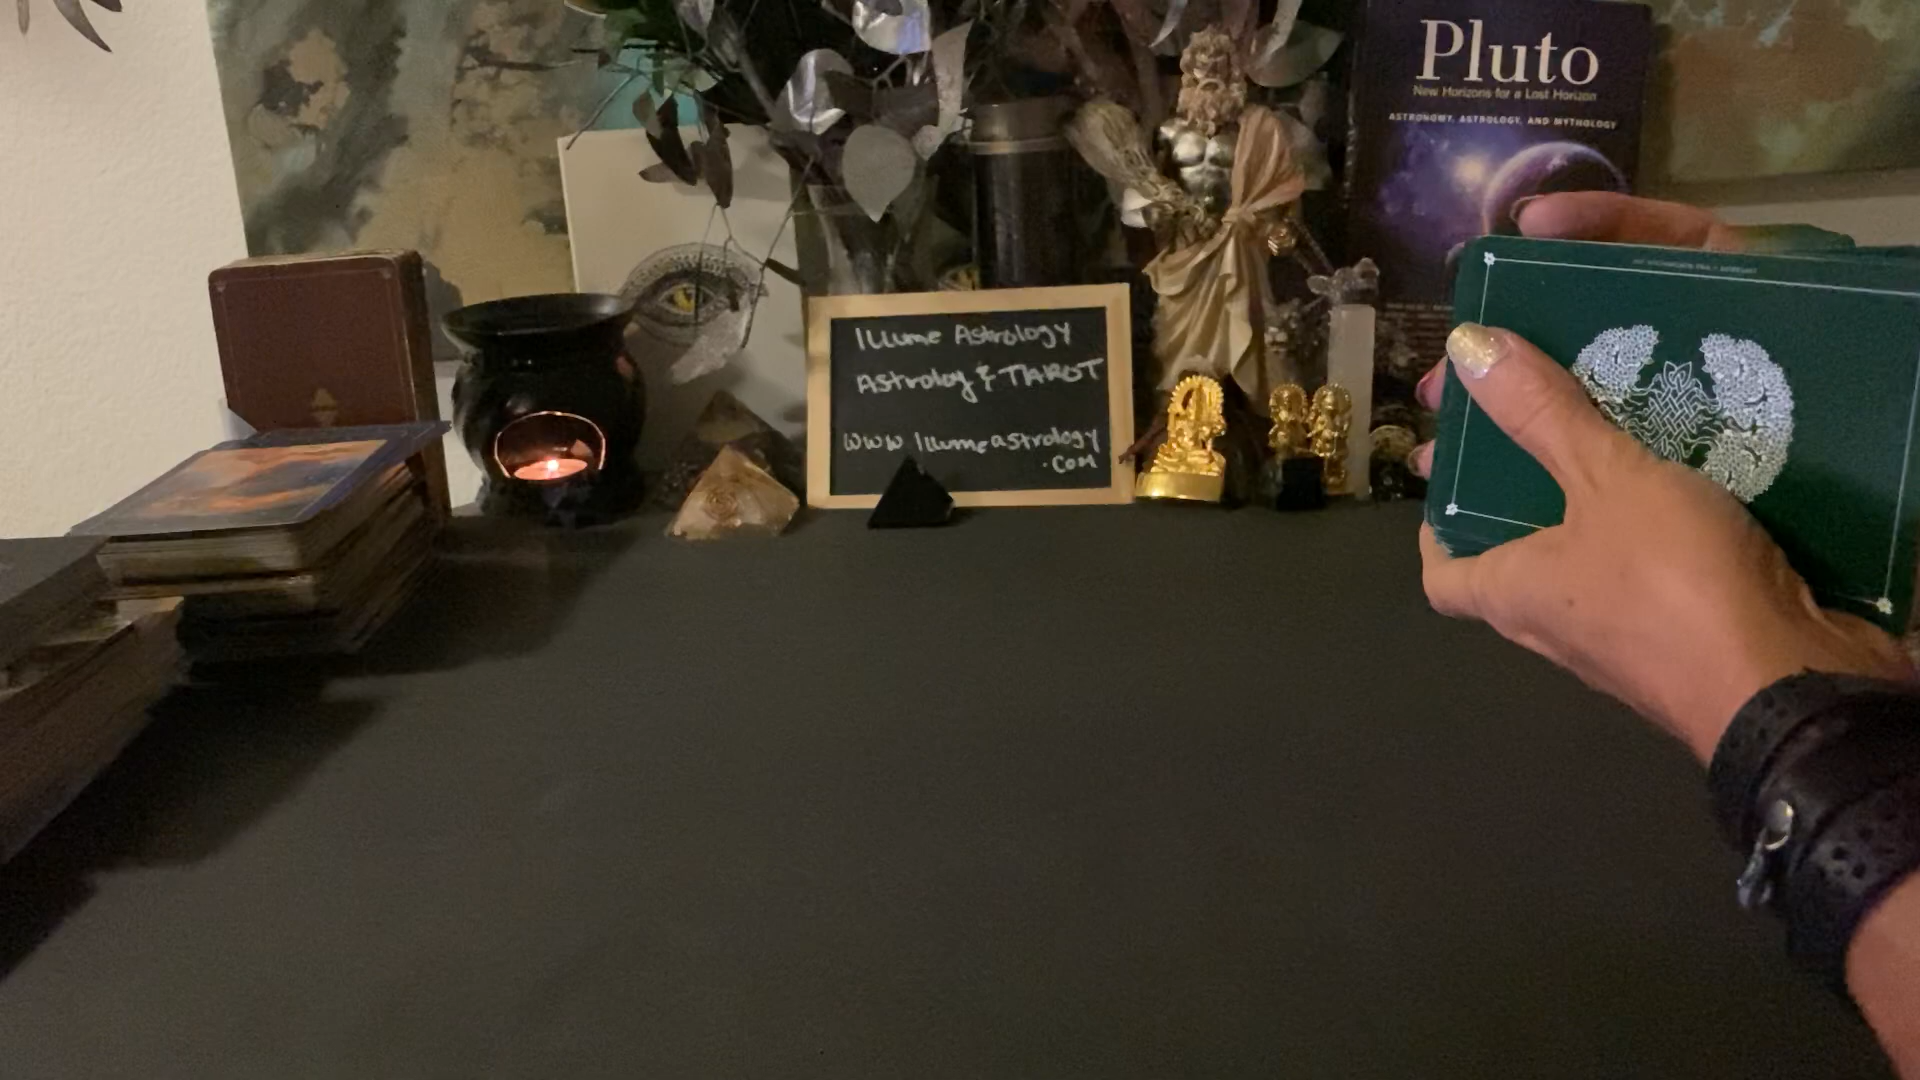 Pluto
New Horizons for a Lost Horizon
ASTRONOMY, ASTROLOGY, AND MYTHOLOGY
ILLume Astrology
Astrology & TAROT
www Illumeastrology
.Com